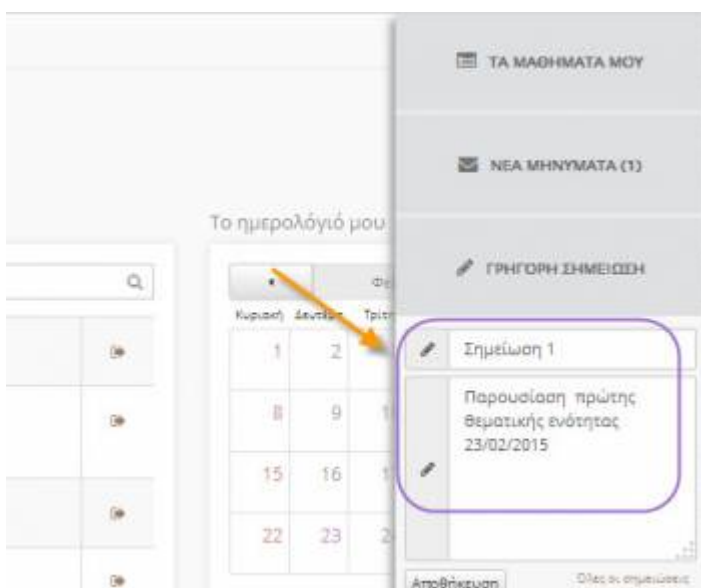 ΤΑ ΜΑΘΗΜΑΤΑ ΜΟΥ
ΝΕΑ ΜΗΝΥΜΑΤΑ (1)
Το ημερολόγιό μου
ΓΡΗΓΟΡΗ ΣΗΜΕΙΩΣΗ
Κυριακή Δευτέρα
1 2
8 9
15 16
22 23
Σημείωση 1
Παρουσίαση πρώτης
θεματικής ενότητας
23/02/2015
Αποθήκευση Όλες οι σημειώσεις